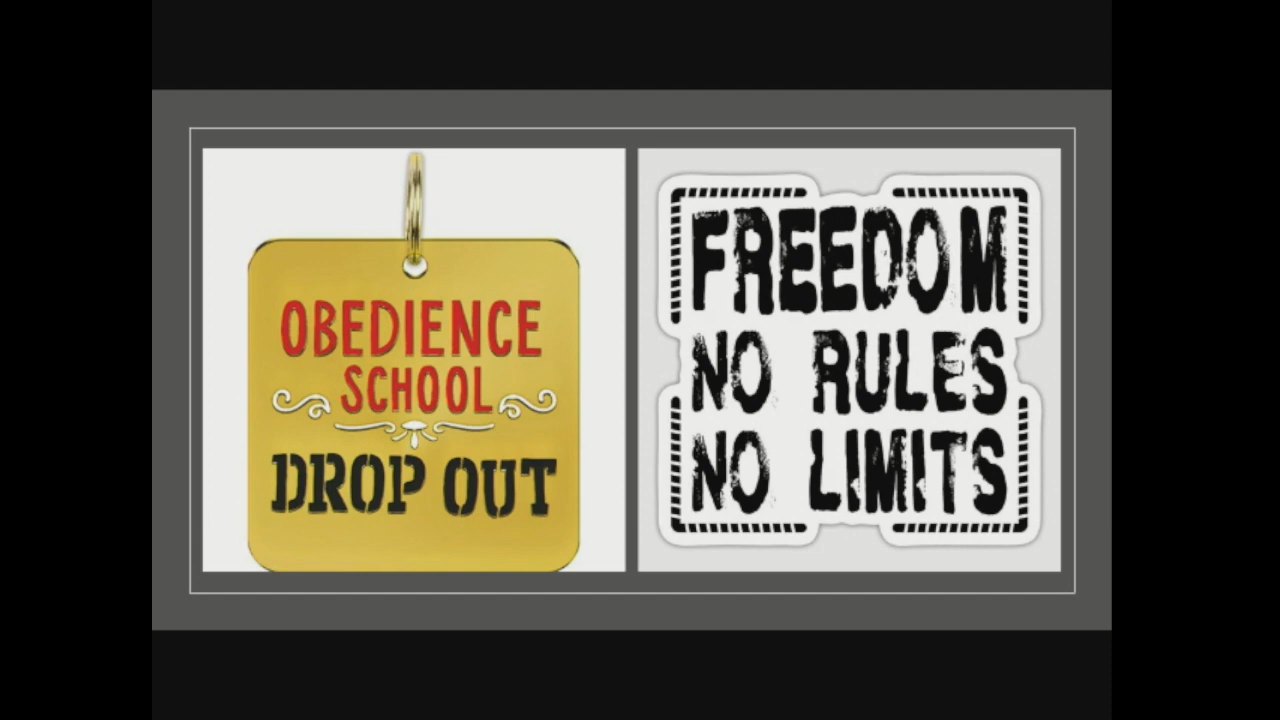 OBEDIENCE
SCHOOL
DROP OUT
FREEDOM
NO RULES
NO LIMITS